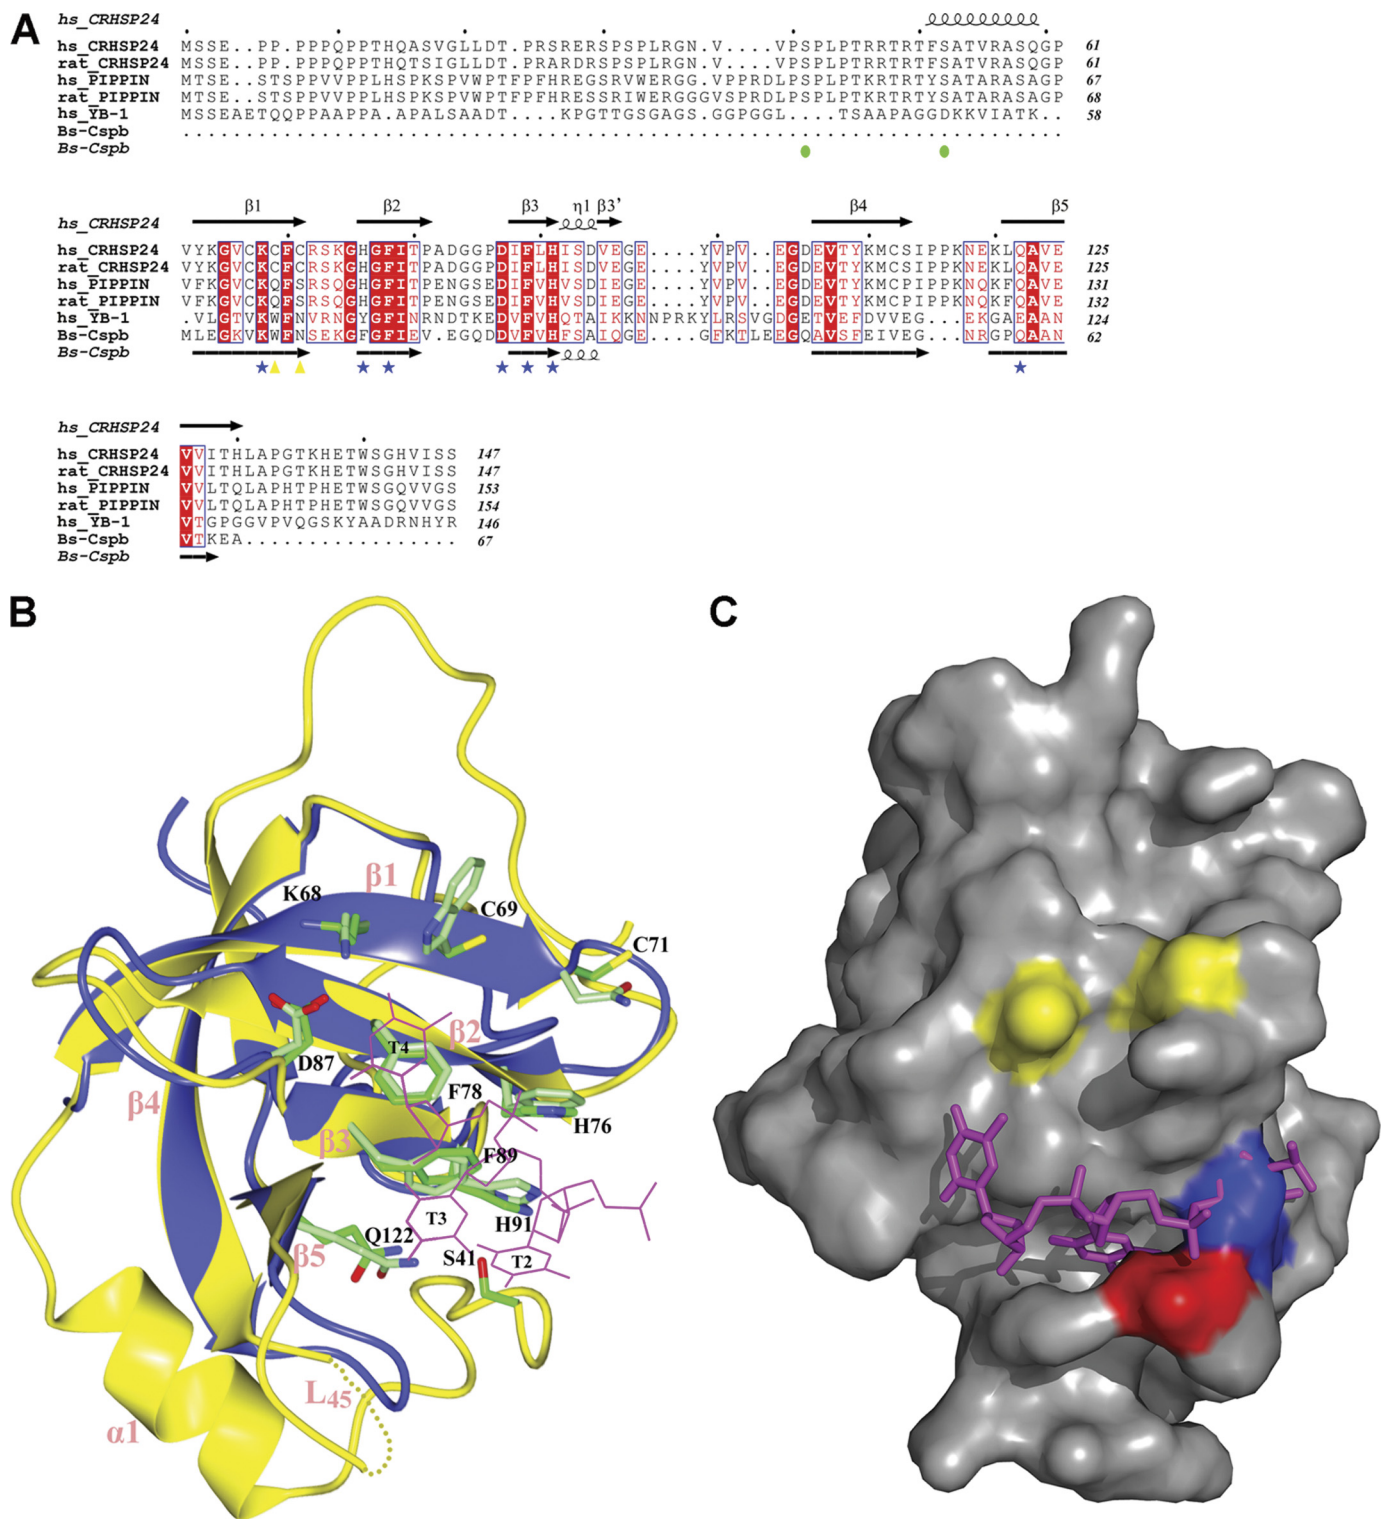 A
hs_CRHSP24
hs_CRHSP24 MSSE..PP.PPPQPPTHQASVGLLDT.PRSRERSPSPLRGN.V....VPSPLPTRRTRTFSATVRASQGP 61
rat_CRHSP24 MSSE..PP.PPPQPPTHQTSIGLLDT.PRARDRSPSPLRGN.V....VPSPLPTRRTRTFSATVRASQGP 61
hs_PIPPIN MTSE..STSPPVVPPLHSPKSPVWPTFPFHREGSRVWERGG.VPPRDLPSPLPTKRTRTYSATARASAGP 67
rat_PIPPIN MTSE..STSPPVVPPLHSPKSPVWPTFPFHRESSRIWERGGGVSPRDLPSPLPTKRTRTYSATARASAGP 68
hs_YB-1 MSSEAETQQPPAAPPA.APALSAADT....KPGTTGSGAGS.GGPGGL....TSAAPAGGDKKVIATK.. 58
Bs-Cspb ......................................................................
Bs-Cspb
β1 β2 β3 η1 β3’ β4 β5
hs_CRHSP24
hs_CRHSP24 VYKGVCKCFCRSKGHGFITPADGGPDIFLHISDVEGE....YVPV..EGDEVTYKMCSIPPKNEKLQAVE 125
rat_CRHSP24 VYKGVCKCFCRSKGHGFITPADGGPDIFLHISDVEGE....YVPV..EGDEVTYKMCSIPPKNEKLQAVE 125
hs_PIPPIN VFKGVCKQFSRSQGHGFITPENGSEDIFVHVSDIEGE....YVPV..EGDEVTYKMCPIPPKNQKFQAVE 131
rat_PIPPIN VFKGVCKQFSRSQGHGFITPENGSEDIFVHVSDIEGE....YVPV..EGDEVTYKMCPIPPKNQKFQAVE 132
hs_YB-1 .VLGTVKWFNVRNGYGFINRNDTKEDVFVHQTAIKKNNPRKYLRSVGDGETVEFDVVEG...EKGAEAAN 124
Bs-Cspb MLEGKVKWFNSEKGFGFIEV.EGQDDVFVHFSAIQGE....GFKTLEEGQAVSFEIVEG...NRGPQAAN 62
Bs-Cspb
hs_CRHSP24
hs_CRHSP24 VVITHLAPGTKHETWSGHVISS 147
rat_CRHSP24 VVITHLAPGTKHETWSGHVISS 147
hs_PIPPIN VVLTQLAPHTPHETWSGQVVGS 153
rat_PIPPIN VVLTQLAPHTPHETWSGQVVGS 154
hs_YB-1 VTGPGGVPVQGSKYAADRNHYR 146
Bs-Cspb VTKEA................. 67
Bs-Cspb
B
C
β1
K68
C69
C71
β2
T4
D87
F78
β4
H76
β3
F89
T3
H91
Q122
S41
T2
β5
L45
α1